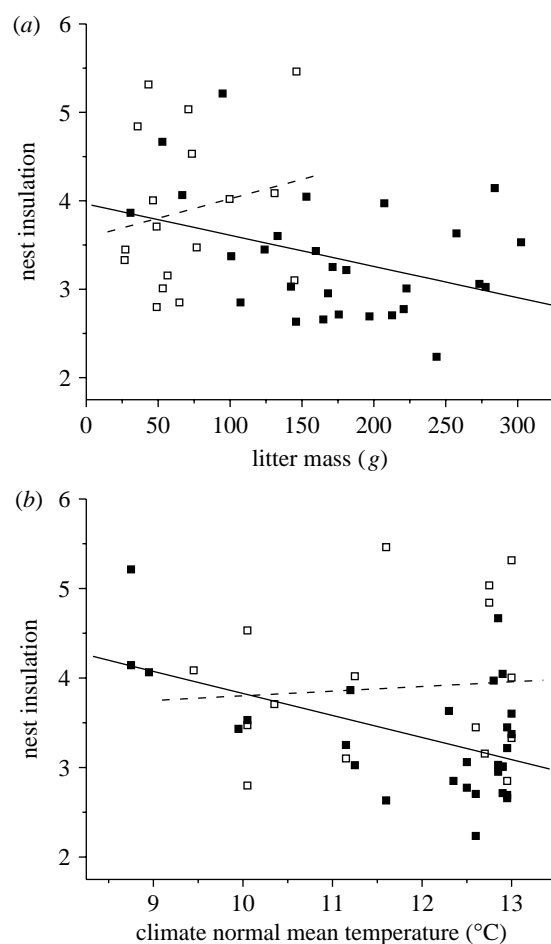 (a)
6
5
4
3
2
nest insulation
0 50 100 150 200 250 300
litter mass (g)
(b)
6
5
4
3
2
nest insulation
9 10 11 12 13
climate normal mean temperature (°C)